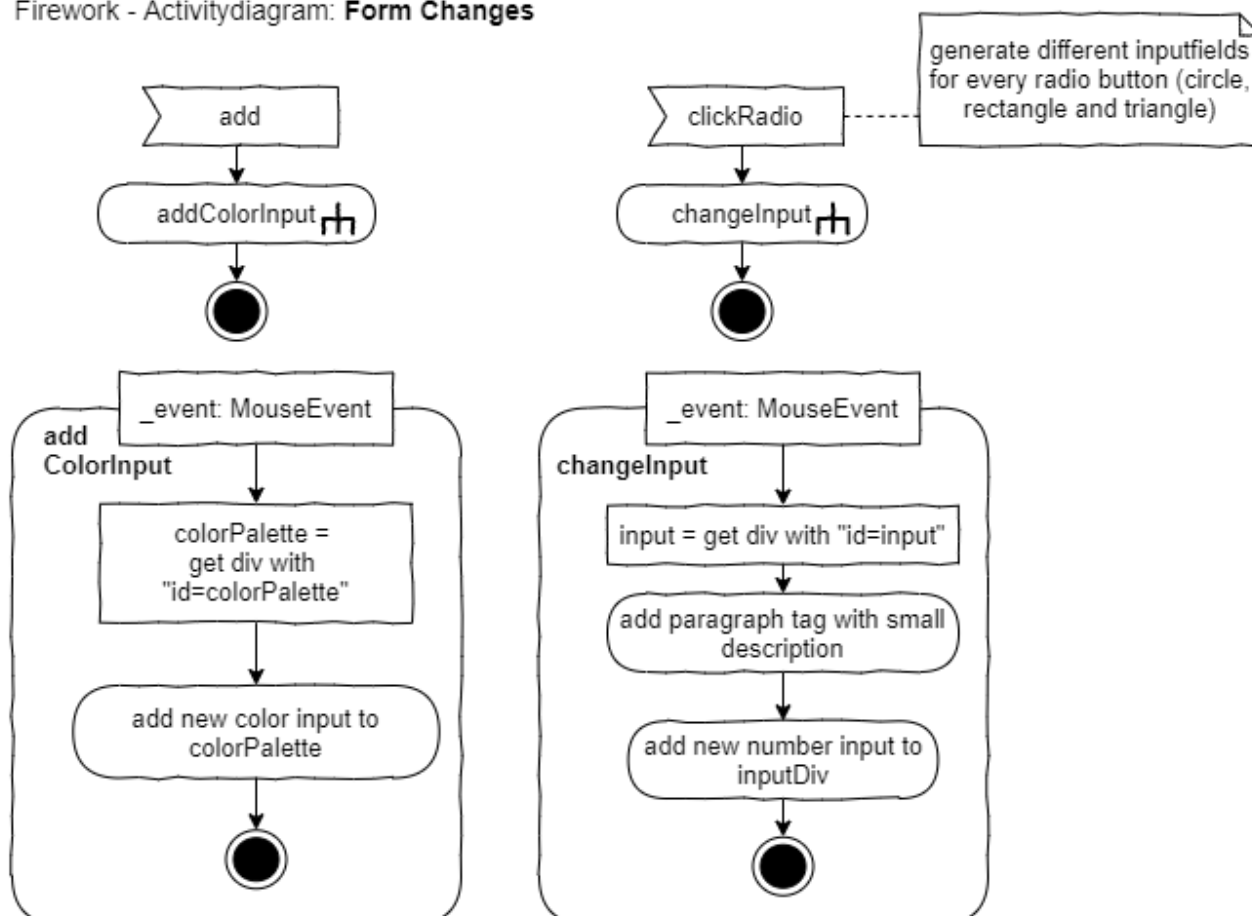 Firework - Activitydiagram: Form Changes
generate different inputfields
for every radio button (circle,
rectangle and triangle)
add
clickRadio
addColorInput
changeInput
_event: MouseEvent
add
ColorInput
colorPalette =
get div with
"id=colorPalette"
add new color input to
colorPalette
_event: MouseEvent
changeInput
input = get div with "id=input"
add paragraph tag with small
description
add new number input to
inputDiv